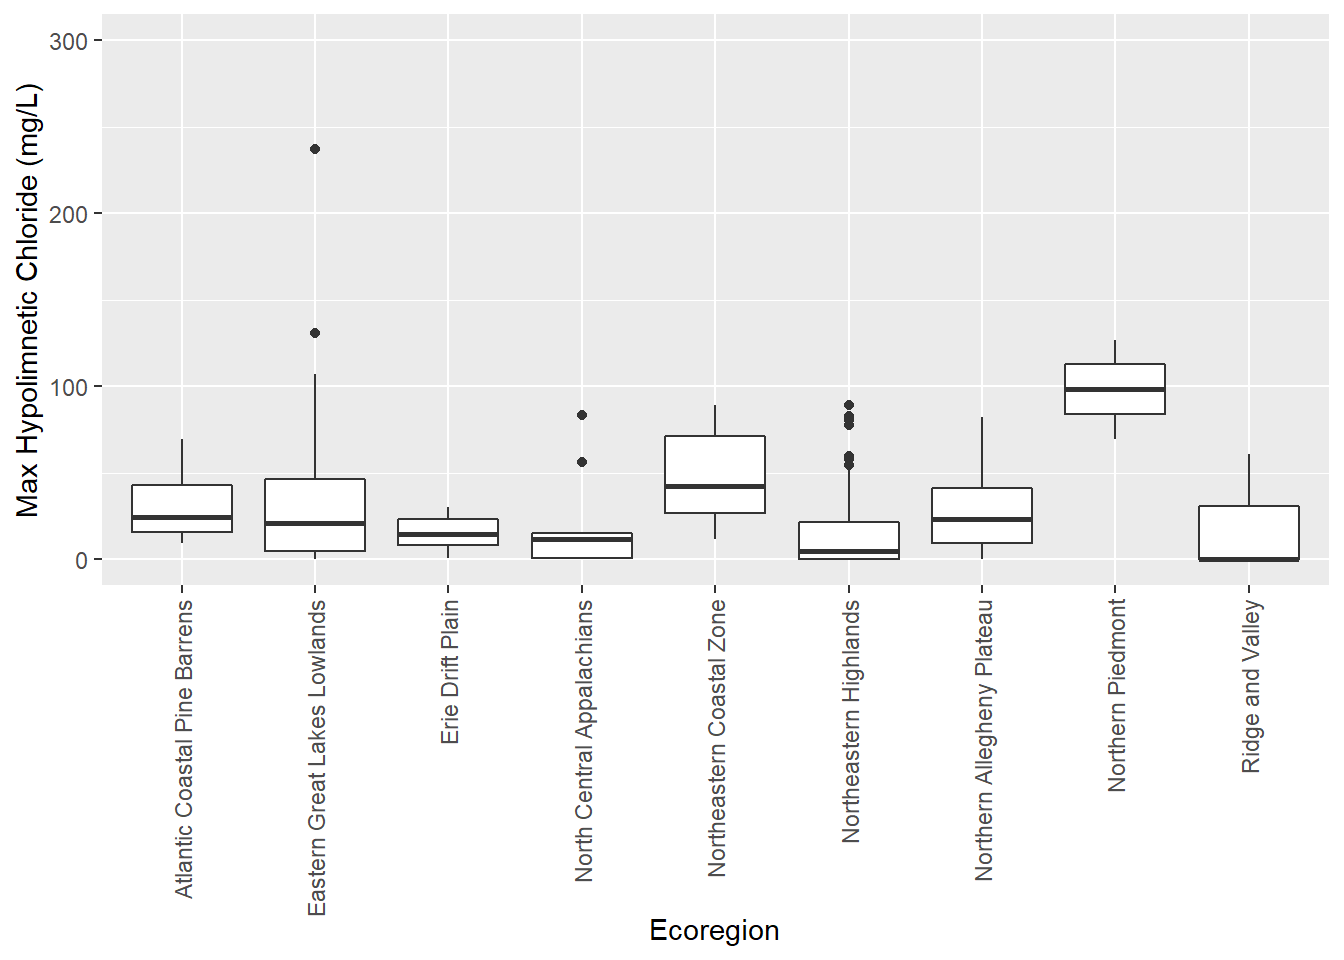 Max Hypolimnetic Chloride (mg/L)
300
200
100
0
Atlantic Coastal Pine Barrens
Eastern Great Lakes Lowlands
Erie Drift Plain
North Central Appalachians
Northeastern Coastal Zone
Northeastern Highlands
Northern Allegheny Plateau
Northern Piedmont
Ridge and Valley
Ecoregion